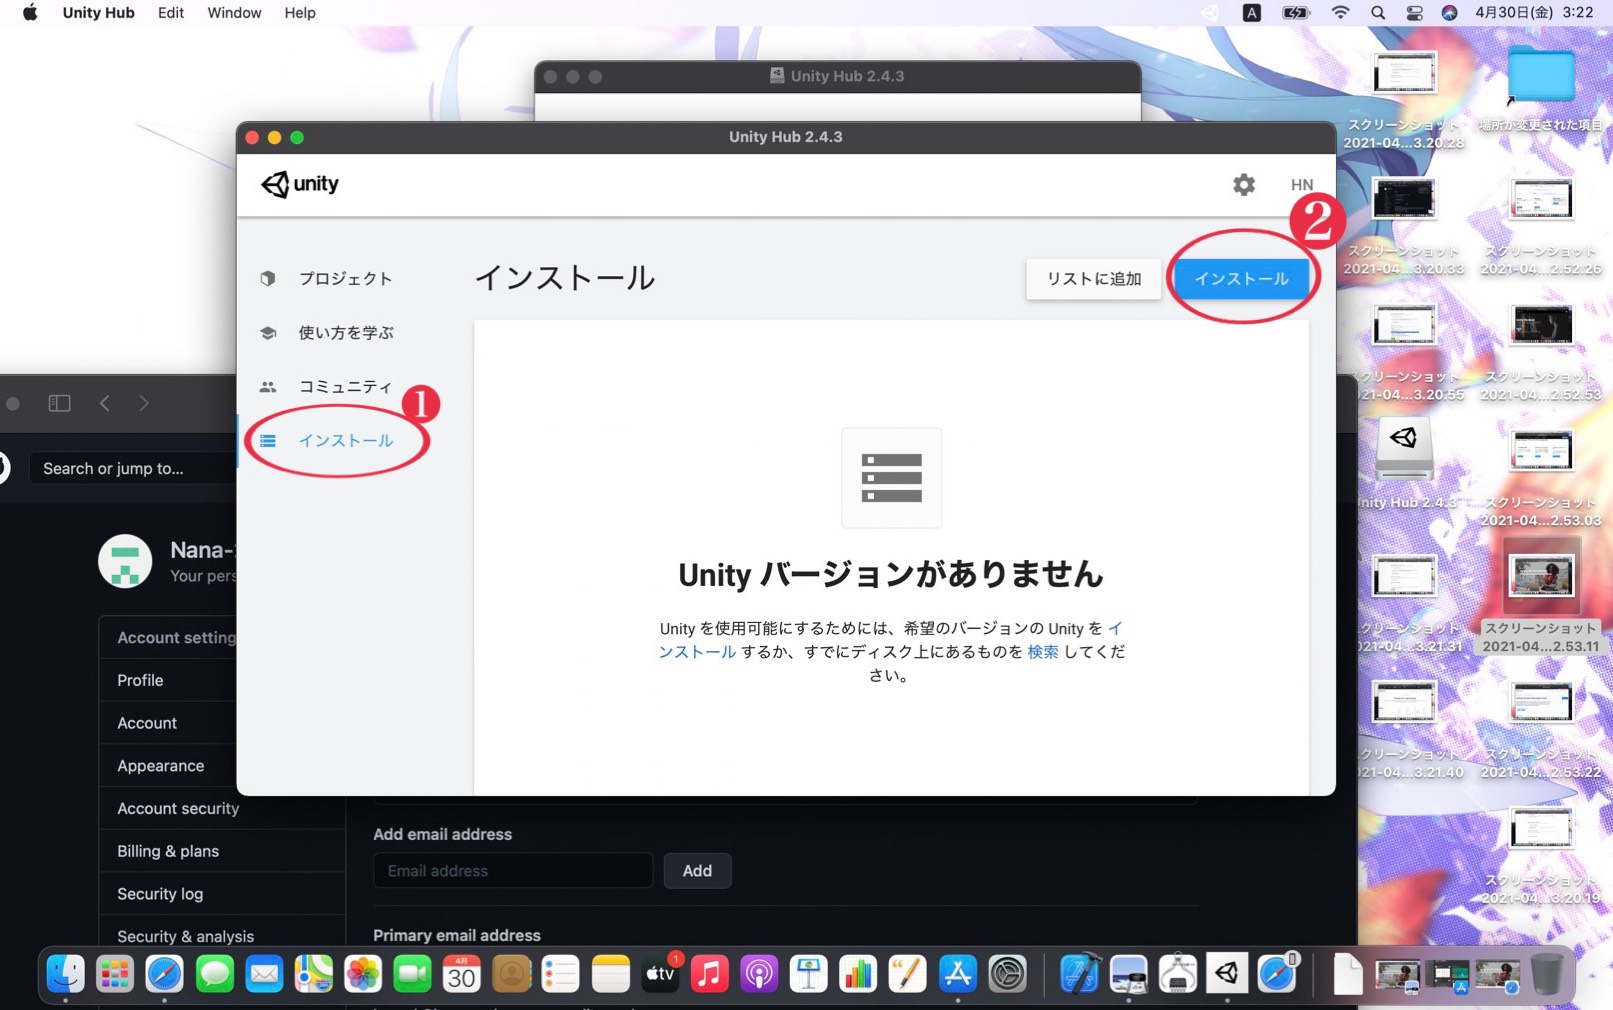 Unity Hub Edit Window Help
A
4月30日(金) 3:22
Unity Hub 2.4.3
Unity Hub 2.4.3
unity
HN
2
プロジェクト
使い方を学ぶ
コミュニティ
1
インストール
インストール
リストに追加
インストール
Unity バージョンがありません
Unity を使用可能にするためには、希望のバージョンの Unity を イ
ンストール するか、すでにディスク上にあるものを 検索 してくだ
さい。
Search or jump to...
Nana-
Your pers
Account setting
Profile
Account
Appearance
Account security
Billing & plans
Security log
Security & analysis
Add email address
Email address
Add
Primary email address
スクリーンショット
2021-04...3.20.28
場所が変更された項目
スクリーンショット
2021-04...3.20.33
スクリーンショット
2021-04...2.52.26
クリーンショット
021-04...3.20.55
スクリーンショット
2021-04...2.52.53
nity Hub 2.4.3
スクリーンショット
2021-04...2.53.03
クリーンショット
021-04...3.21.31
スクリーンショット
2021-04...2.53.11
クリーンショット
021-04...3.21.40
スクリーンショット
2021-04...2.53.22
スクリーンショット
2021-04...3.20.19
4月
30
tv
1